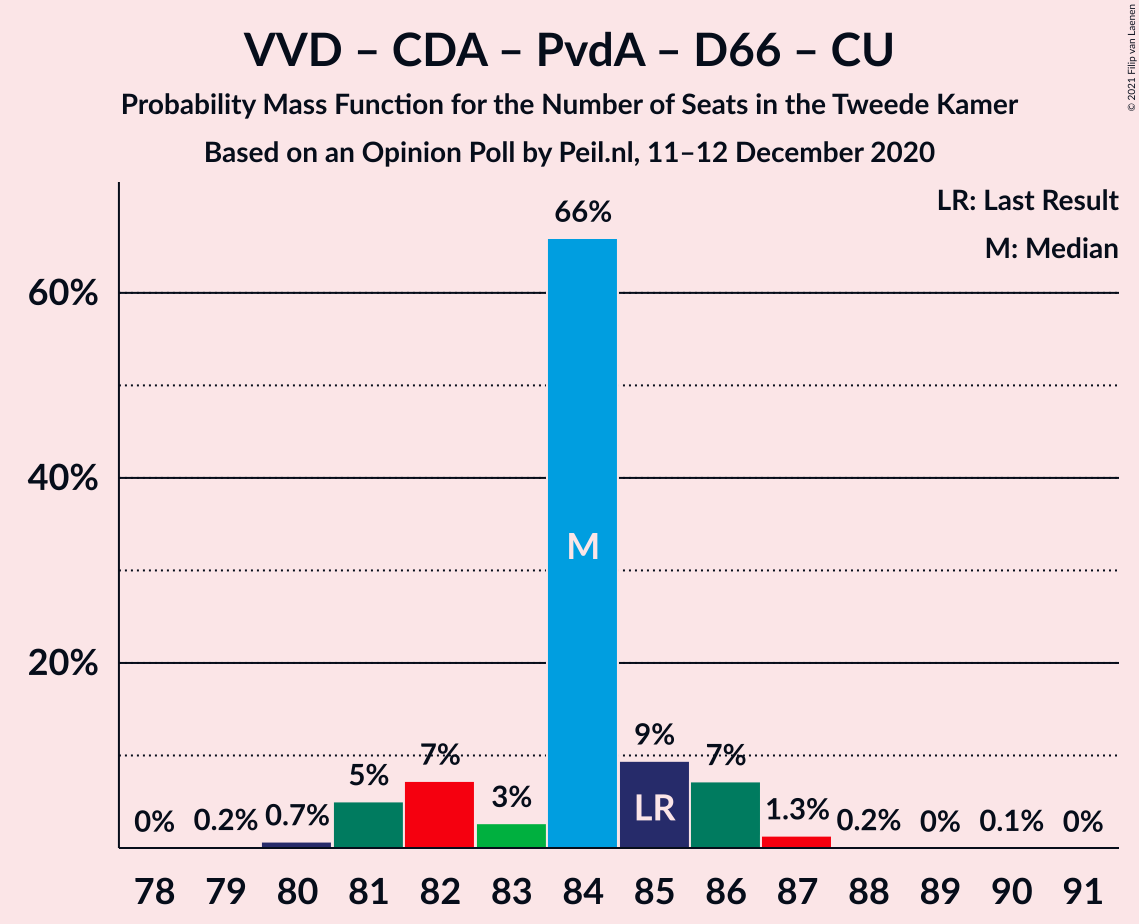 VVD – CDA – PvdA – D66 – CU
Probability Mass Function for the Number of Seats in the Tweede Kamer
Based on an Opinion Poll by Peil.nl, 11–12 December 2020
© 2021 Filip van Laenen
LR: Last Result
M: Median
60%
40%
20%
0%
0.2%
0.7%
5%
7%
3%
66%
9%
7%
1.3%
0.2%
0%
0.1%
0%
M
LR
78 79 80 81 82 83 84 85 86 87 88 89 90 91